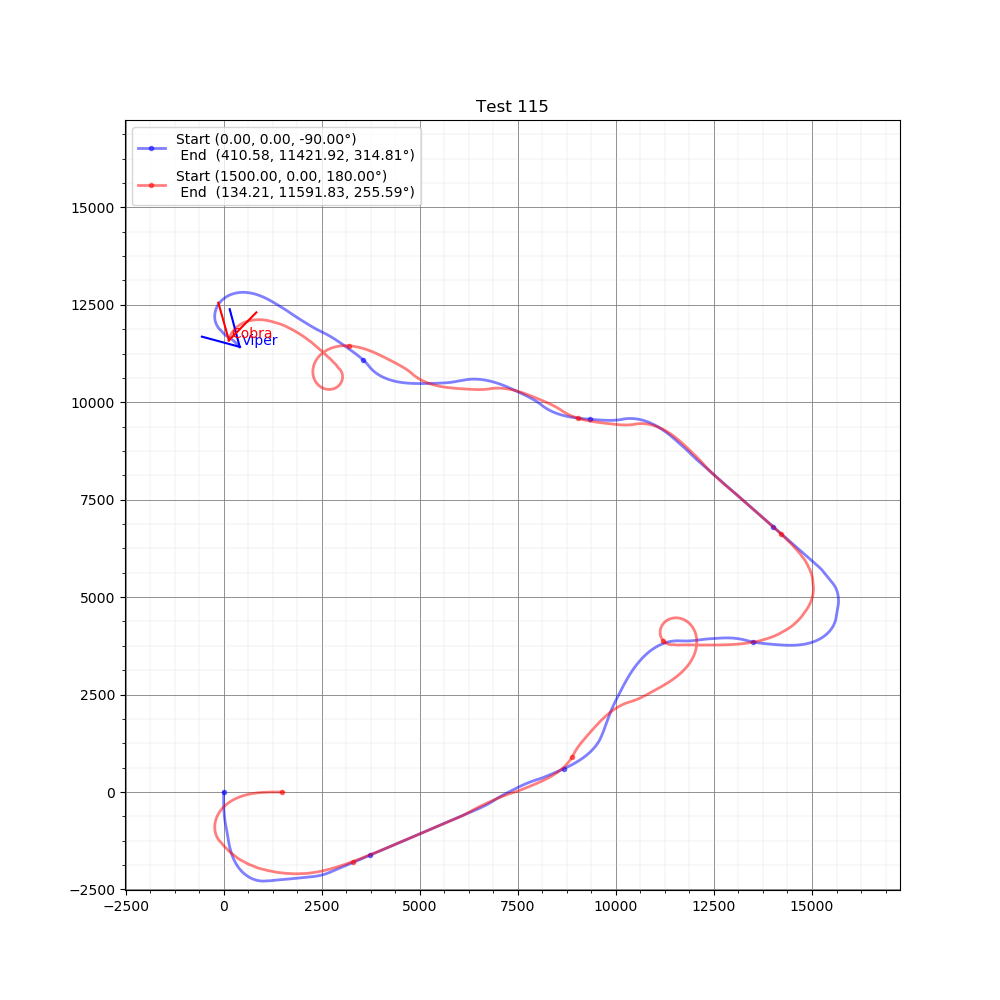 Test 115
Start (0.00, 0.00, -90.00°)
End (410.58, 11421.92, 314.81°)
Start (1500.00, 0.00, 180.00°)
End (134.21, 11591.83, 255.59°)
15000
12500
10000
7500
5000
2500
0
−2500
Cobra
Viper
−2500 0 2500 5000 7500 10000 12500 15000